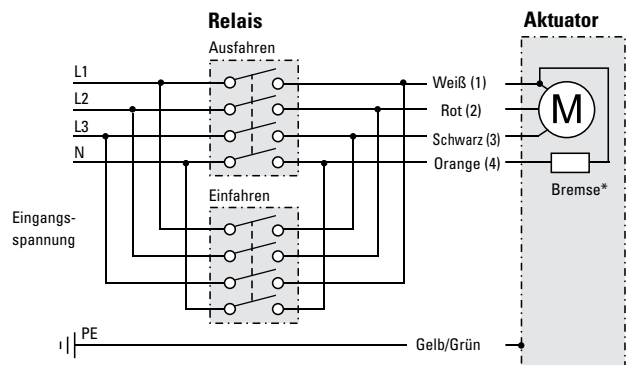 Relais
Aktuator
Ausfahren
L1
Weiß (1)
L2
Rot (2)
M
L3
Schwarz (3)
N
Orange (4)
Bremse*
Einfahren
Eingangs-
spannung
PE
Gelb/Grün